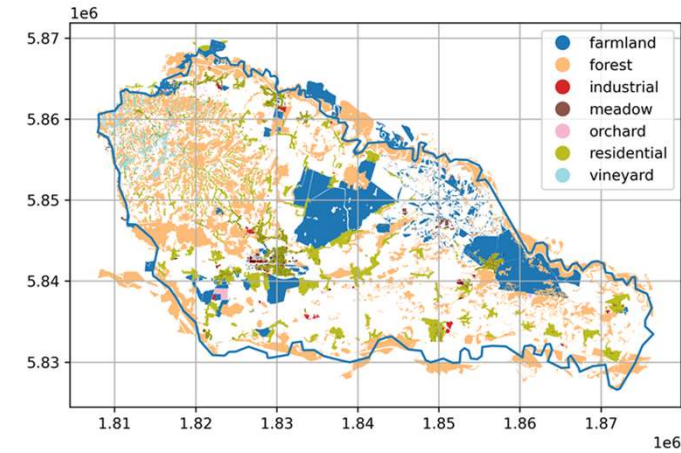 1e6
5.87
5.86
5.85
5.84
5.83
farmland
forest
industrial
meadow
orchard
residential
vineyard
1.81 1.82 1.83 1.84 1.85 1.86 1.87
1e6